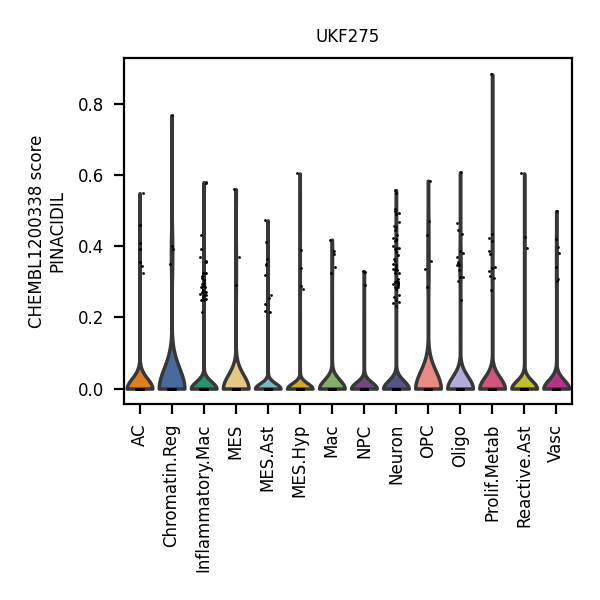 UKF275
CHEMBL1200338 score
PINACIDIL
0.8
0.6
0.4
0.2
0.0
AC
Chromatin.Reg
Inflammatory.Mac
MES
MES.Ast
MES.Hyp
Mac
NPC
Neuron
OPC
Oligo
Prolif.Metab
Reactive.Ast
Vasc